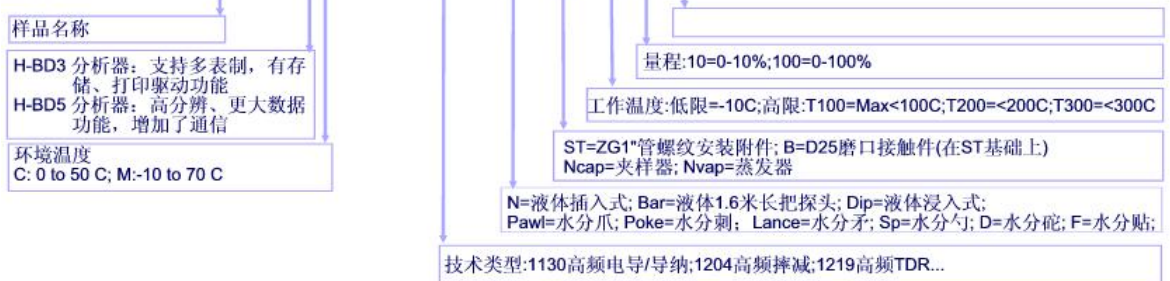 样品名称
H-BD3 分析器：支持多表制，有存
储、打印驱动功能
H-BD5 分析器：高分辨、更大数据
功能，增加了通信
环境温度
C: 0 to 50 C; M:-10 to 70 C
量程:10=0-10%;100=0-100%
工作温度:低限=-10C;高限:T100=Max<100C;T200=<200C;T300=<300C
ST=ZG1"管螺纹安装附件; B=D25磨口接触件(在ST基础上)
Ncap=夹样器; Nvap=蒸发器
N=液体插入式; Bar=液体1.6米长把探头; Dip=液体浸入式;
Pawl=水分爪; Poke=水分刺；Lance=水分矛; Sp=水分勺; D=水分砣; F=水分贴;
技术类型:1130高频电导/导纳;1204高频摔减;1219高频TDR...